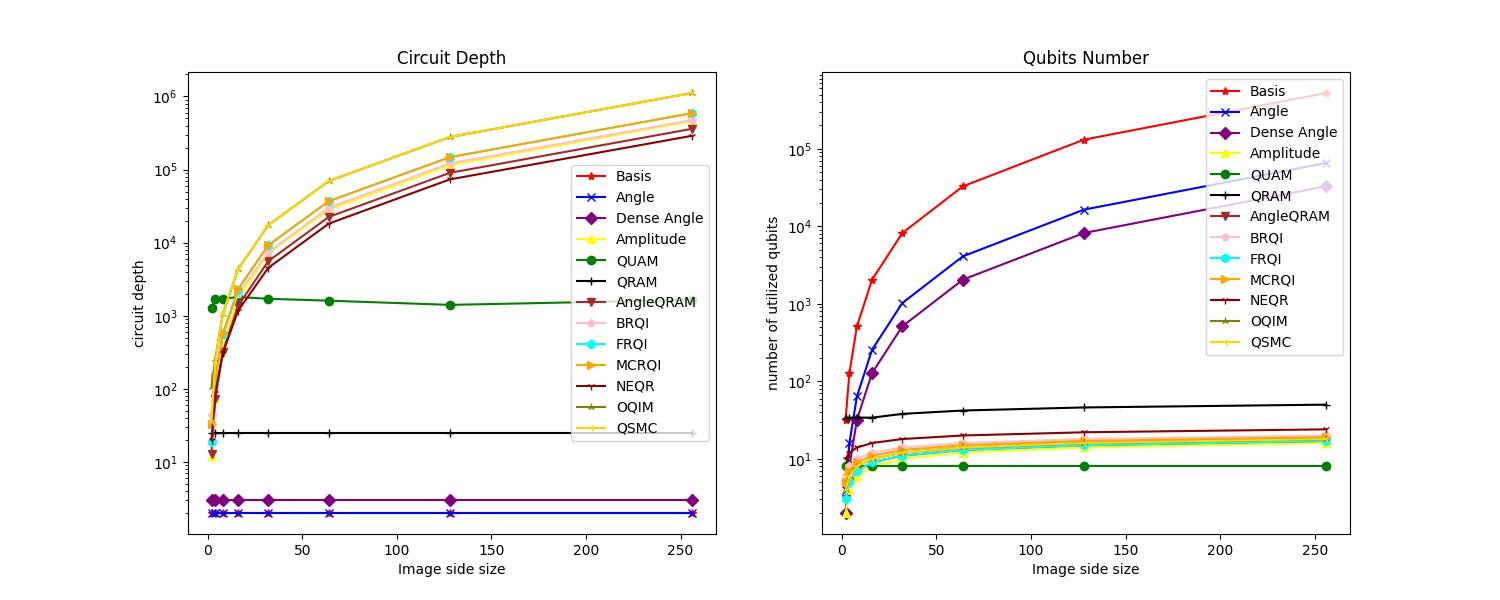 Circuit Depth
circuit depth
10^6
10^5
10^4
10^3
10^2
10^1
0
50
100
150
200
250
Image side size
Basis
Angle
Dense Angle
Amplitude
QUAM
QRAM
AngleQRAM
BRQI
FRQI
MCRQI
NEQR
OQIM
QSMC
Qubits Number
number of utilized qubits
10^5
10^4
10^3
10^2
10^1
0
50
100
150
200
250
Image side size
Basis
Angle
Dense Angle
Amplitude
QUAM
QRAM
AngleQRAM
BRQI
FRQI
MCRQI
NEQR
OQIM
QSMC